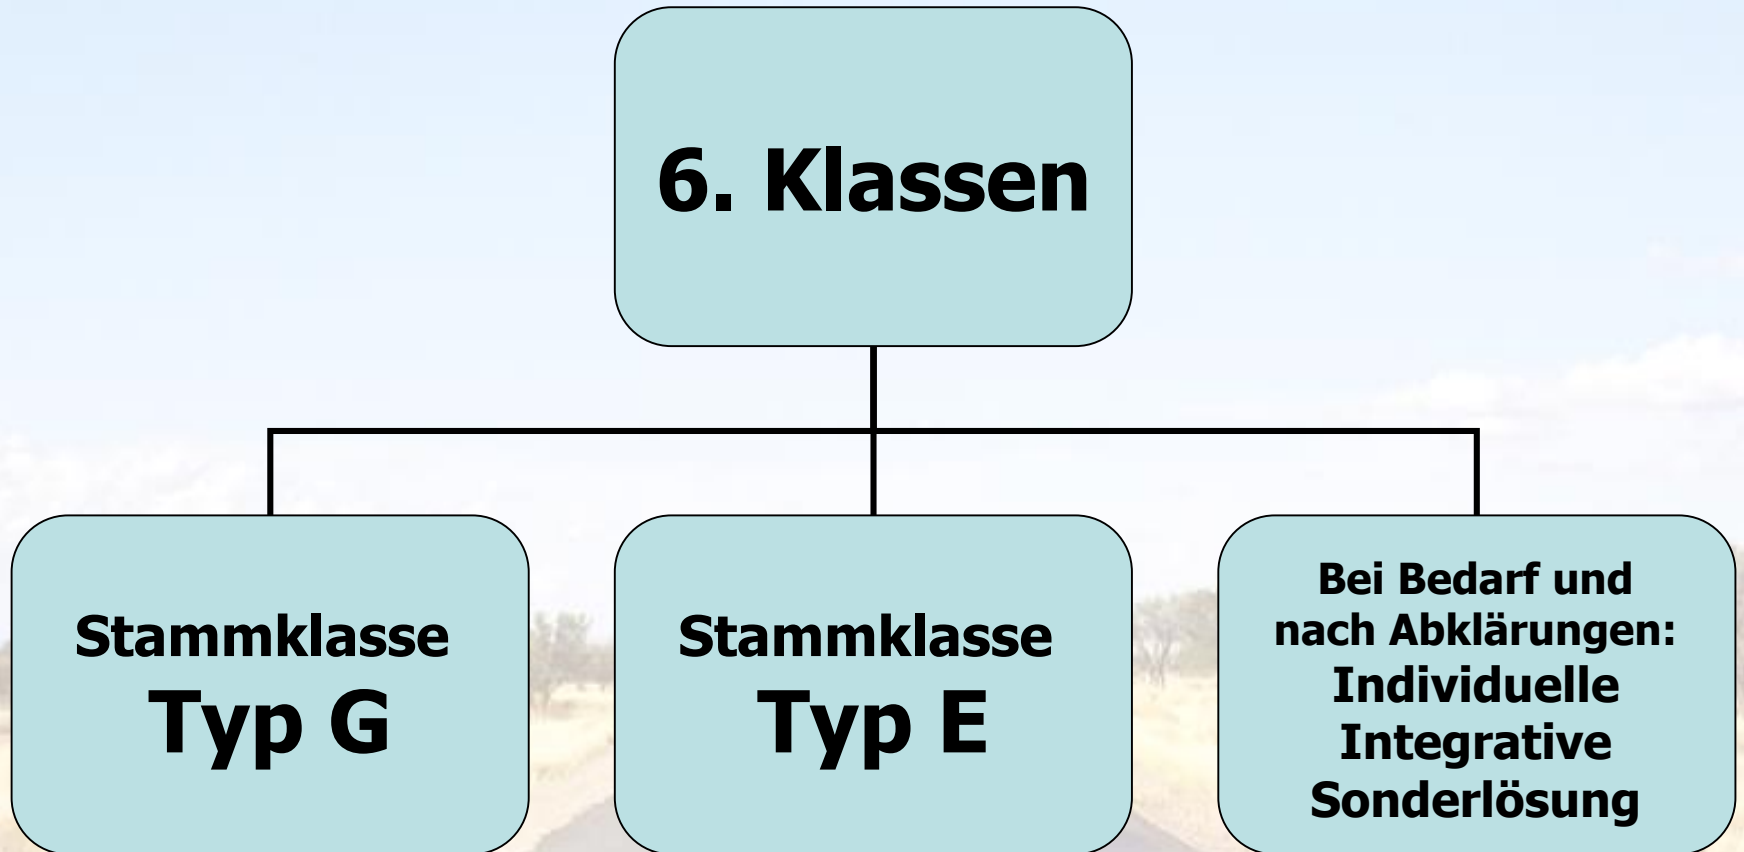 6. Klassen
Stammklasse
Typ G
Stammklasse
Typ E
Bei Bedarf und
nach Abklärungen:
Individuelle
Integrative
Sonderlösung